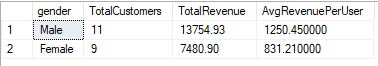 gender TotalCustomers TotalRevenue AvgRevenuePerUser
1 Male 11 13754.93 1250.450000
2 Female 9 7480.90 831.210000